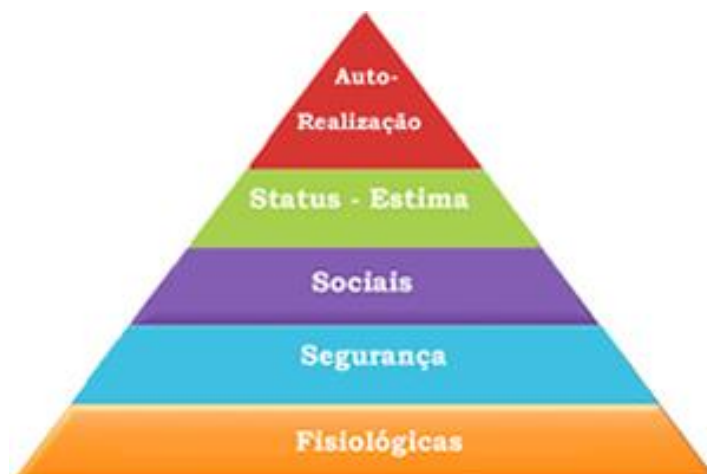 Auto-
Realização
Status - Estima
Sociais
Segurança
Fisiológicas